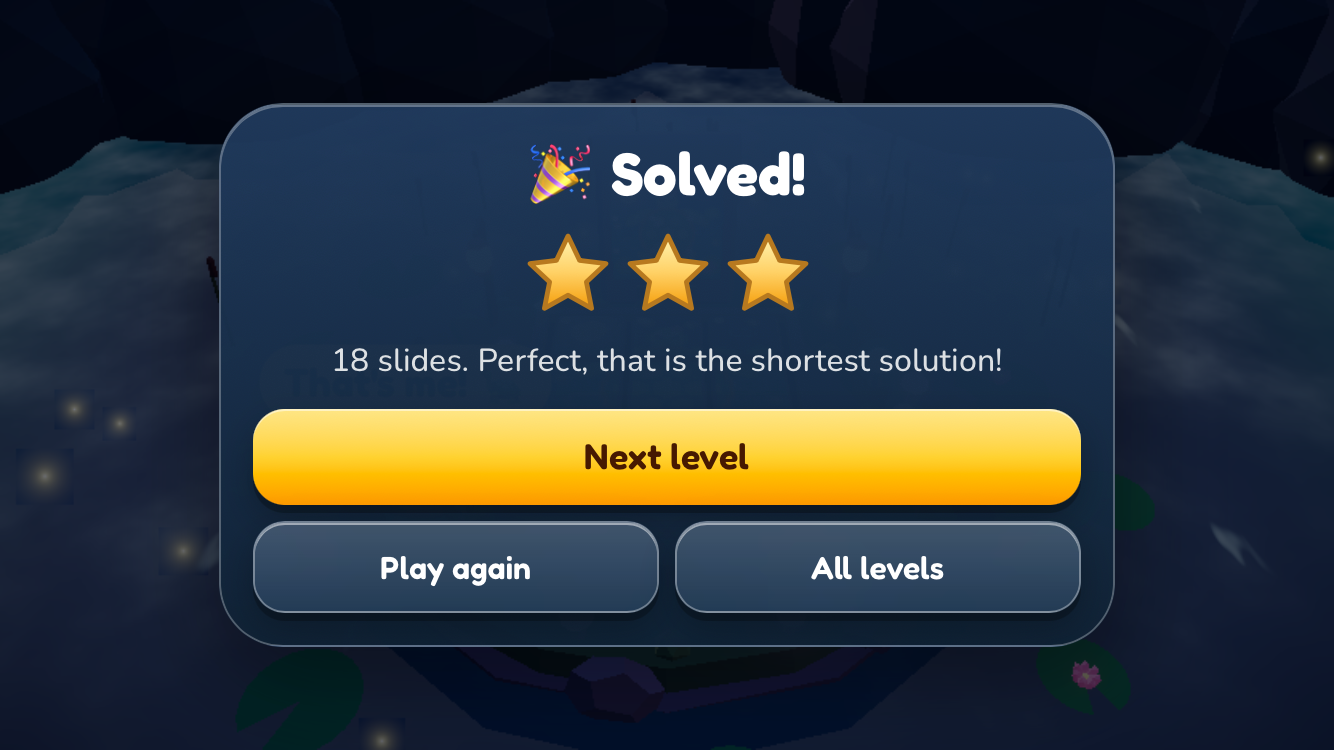 Solved!
18 slides. Perfect, that is the shortest solution!
Next level
Play again
All levels